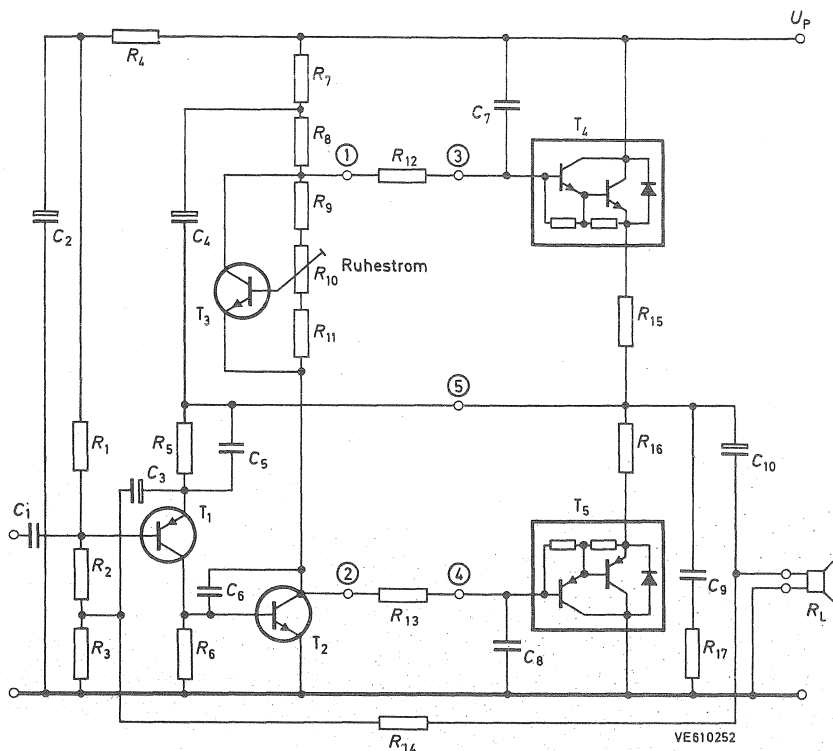 U_P
R_4
R_7
C_7
T_4
R_8
1
R_12
3
C_2
C_4
R_9
R_10
Ruhestrom
T_3
R_11
R_15
5
R_1
R_5
C_5
R_16
C_10
C_3
C_1
T_1
T_5
R_2
C_6
2
4
R_13
C_9
R_L
R_3
R_6
T_2
C_8
R_17
R_14
VE610252